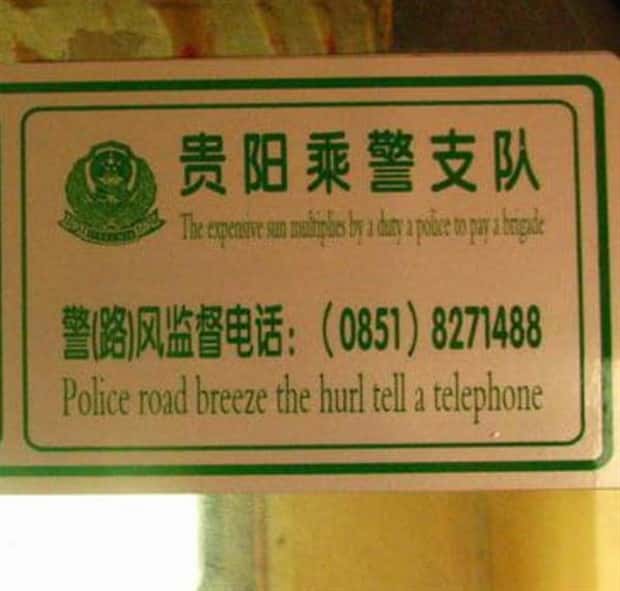 贵阳乘警支队
The expensive sun multiplies by a duty a police to pay a brigade
警(路)风监督电话:(0851)8271488
Police road breeze the hurl tell a telephone